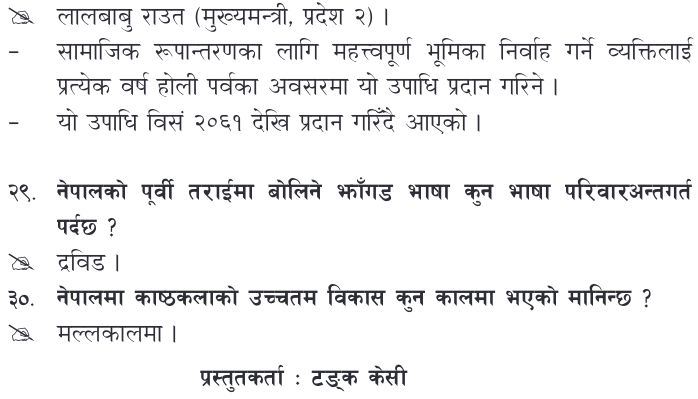 लालबाबु राउत (मुख्यमन्त्री, प्रदेश २) ।
– सामाजिक रूपान्तरणका लागि महत्त्वपूर्ण भूमिका निर्वाह गर्ने व्यक्तिलाई
प्रत्येक वर्ष होली पर्वका अवसरमा यो उपाधि प्रदान गरिने ।
– यो उपाधि विसं २०६१ देखि प्रदान गरिँदै आएको ।
२९. नेपालको पूर्वी तराईमा बोलिने झाँगड भाषा कुन भाषा परिवारअन्तगर्त
पर्दछ ?
द्रविड ।
३०. नेपालमा काष्ठकलाको उच्चतम विकास कुन कालमा भएको मानिन्छ ?
मल्लकालमा ।
प्रस्तुतकर्ता : टङ्क केसी